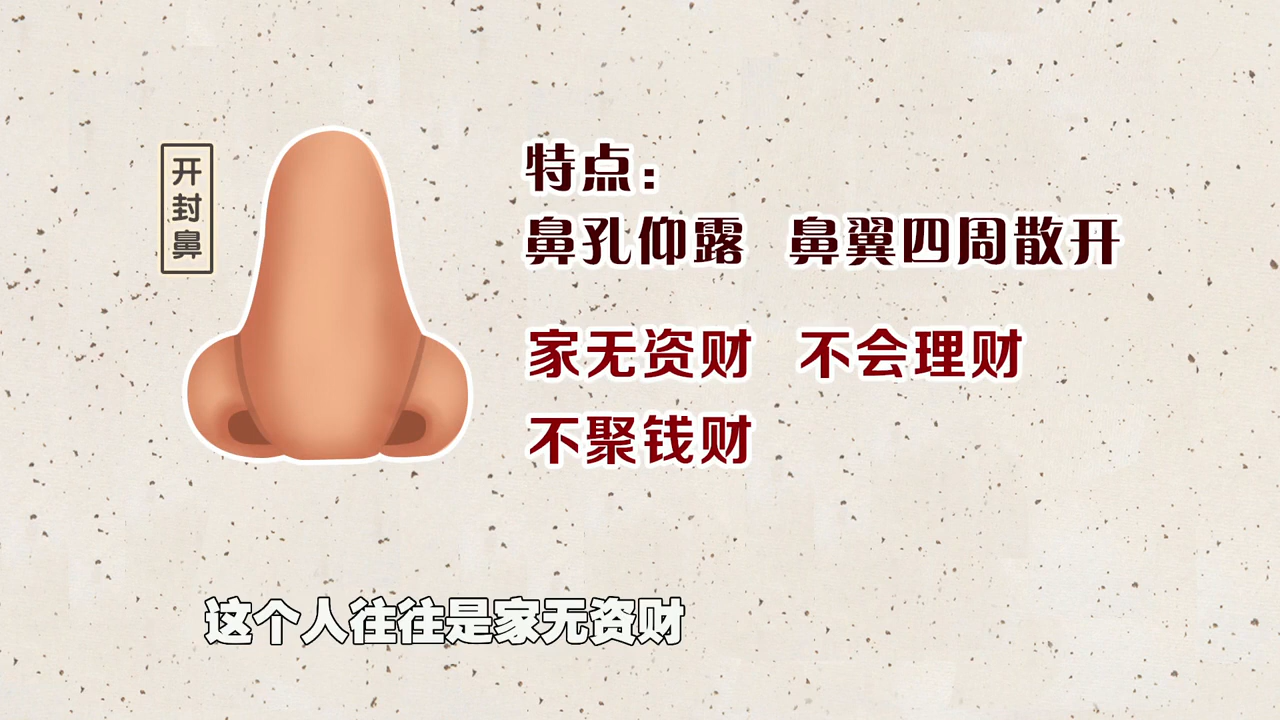 开封鼻
特点：
鼻孔仰露 鼻翼四周散开
家无资财 不会理财
不聚钱财
这个人往往是家无资财